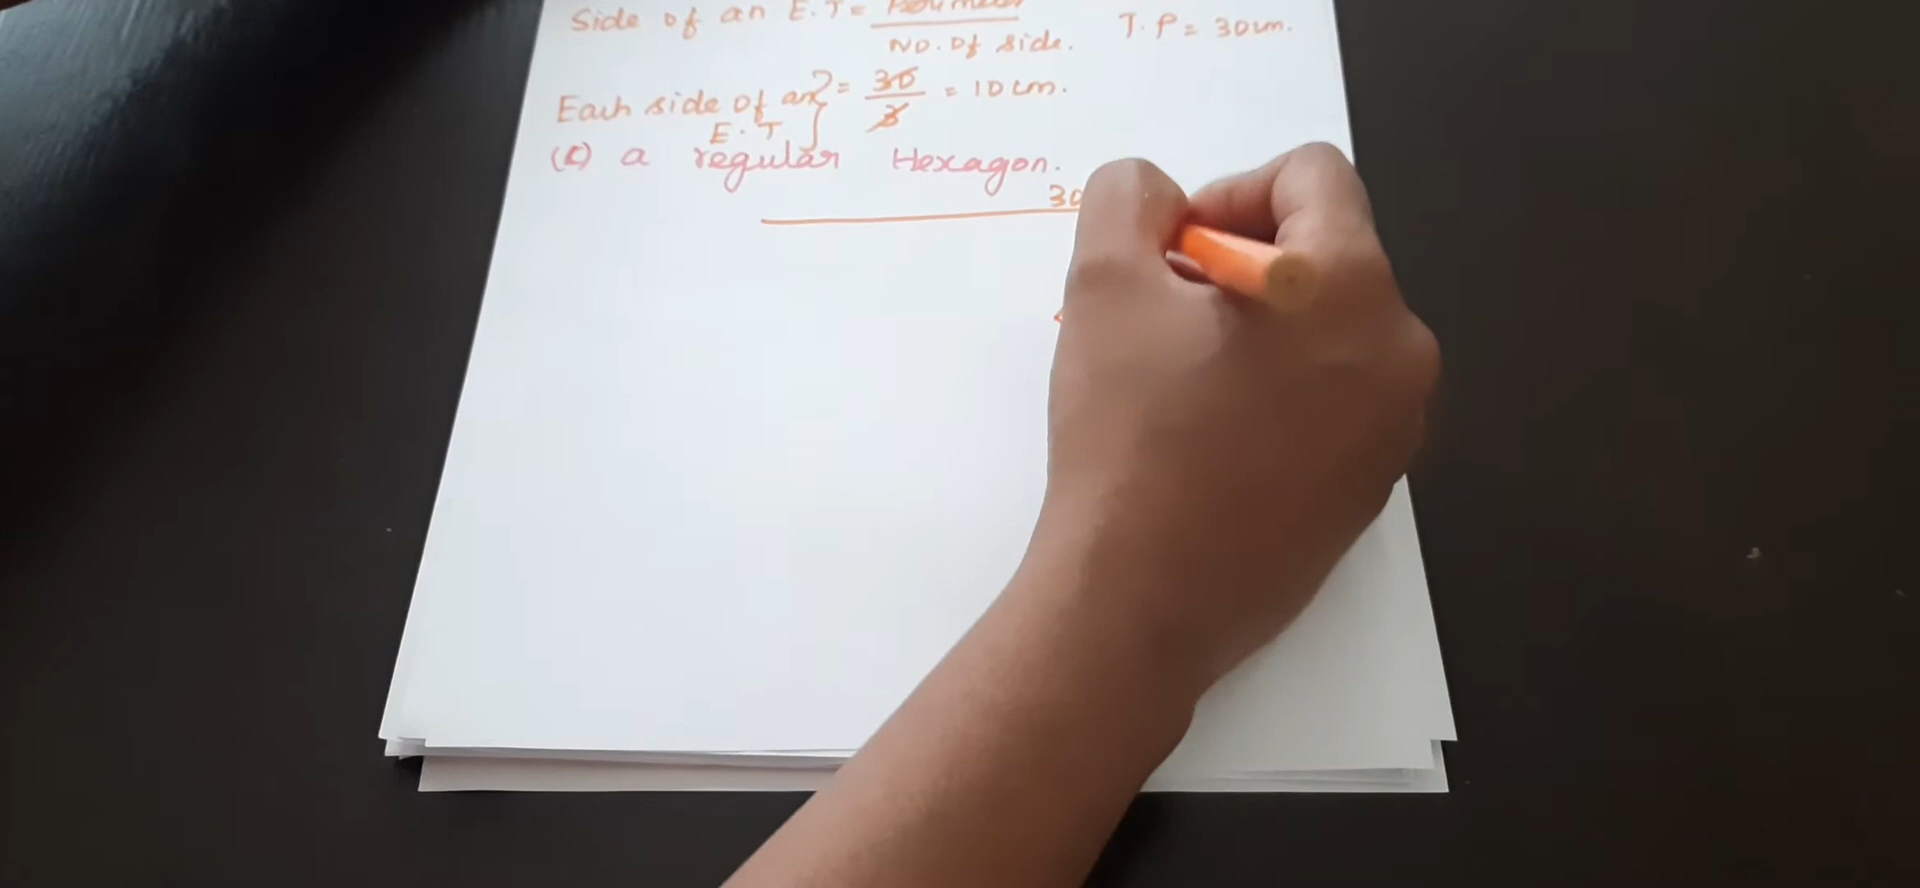 Side of an E.T =
No. Of side. T.P = 30cm.
Each side of an = 30/3 = 10cm.
E.T
(c) a regular Hexagon.
30